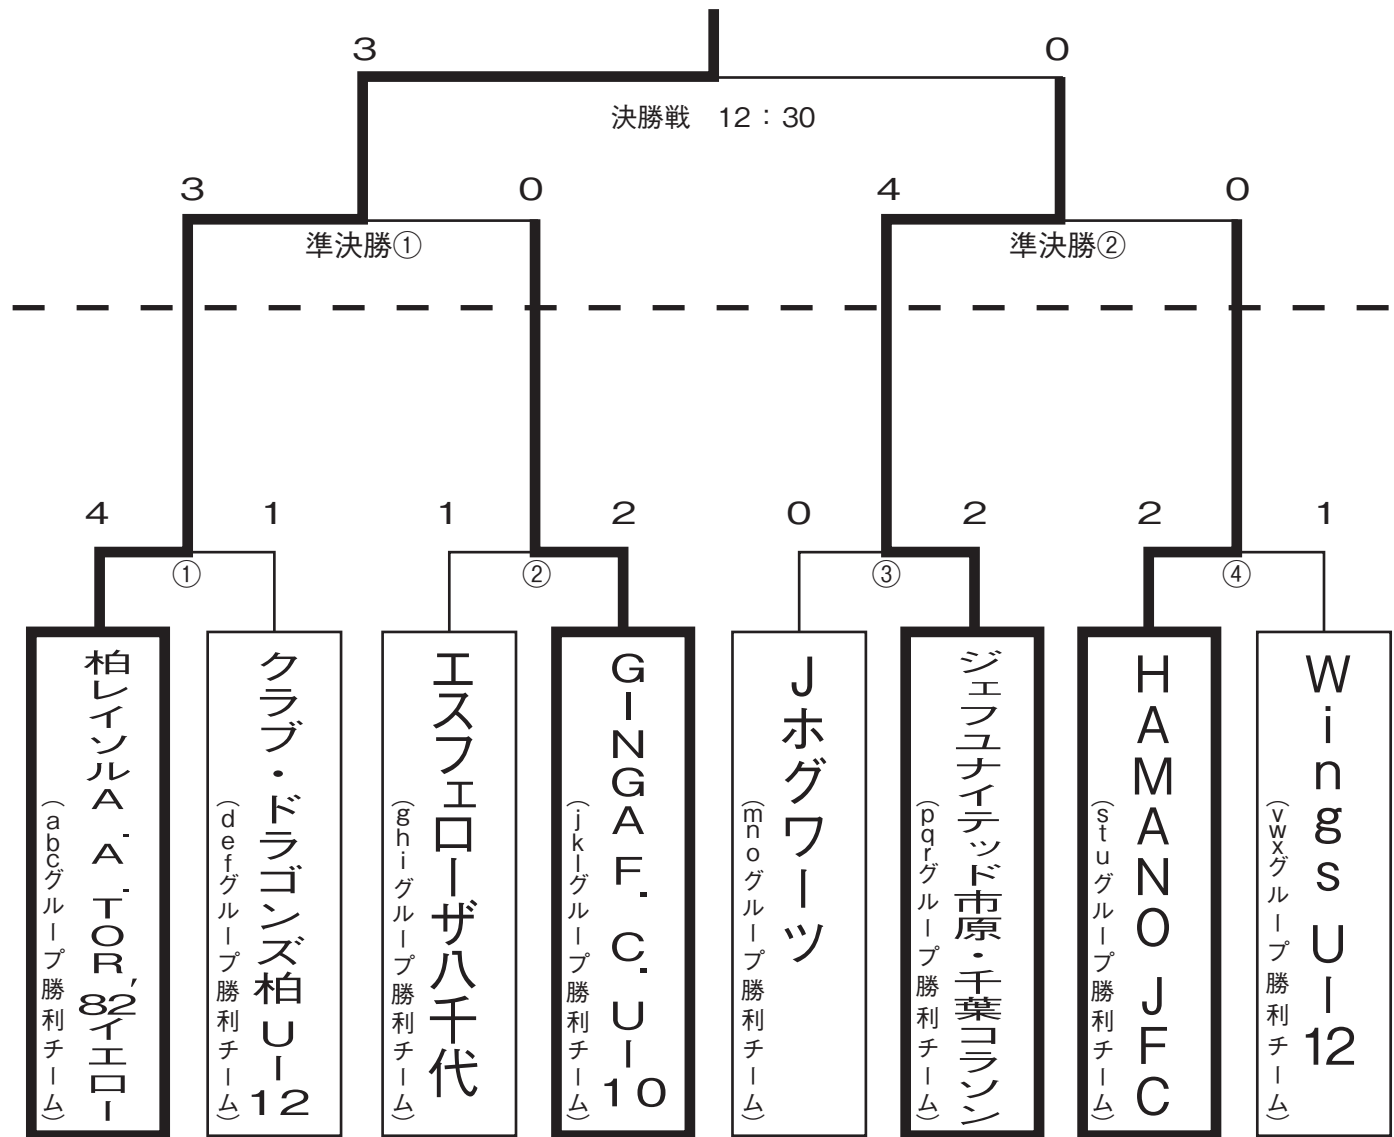 3 0
決勝戦 12：30
3 0 4 0
準決勝① 準決勝②
4 1 1 2 0 2 2 1
① ② ③ ④
柏レイソルA.A.TOR'82イエロー
(abcグループ勝利チーム)
クラブ・ドラゴンズ柏U-12
(defグループ勝利チーム)
エスフェローザ八千代
(ghiグループ勝利チーム)
GINGA F.C.U-10
(jklグループ勝利チーム)
Jホグワーツ
(mnoグループ勝利チーム)
ジェフユナイテッド市原・千葉コラソン
(pqrグループ勝利チーム)
HAMANO JFC
(stuグループ勝利チーム)
Wings U-12
(vwxグループ勝利チーム)